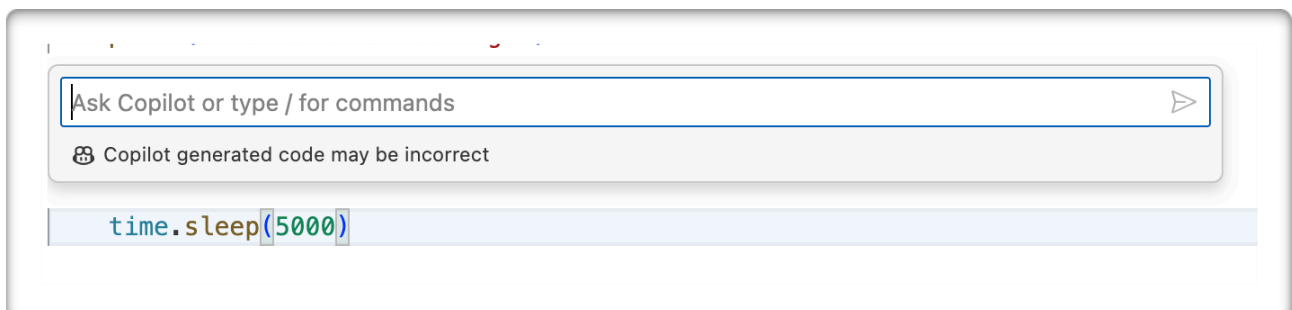 Ask Copilot or type / for commands
Copilot generated code may be incorrect
time.sleep(5000)